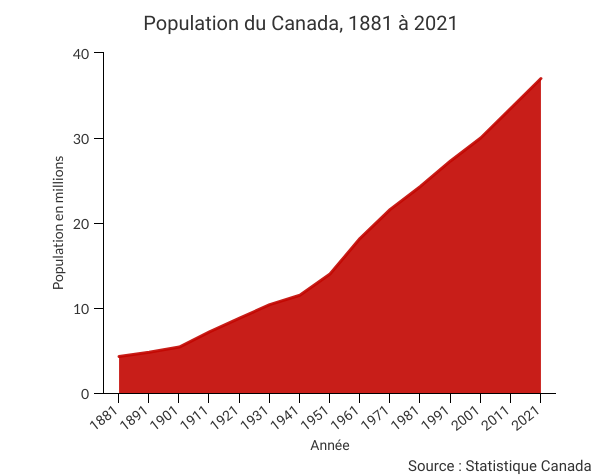 Population du Canada, 1881 à 2021
Population en millions
40
30
20
10
0
1881 1891 1901 1911 1921 1931 1941 1951 1961 1971 1981 1991 2001 2011 2021
Année
Source : Statistique Canada